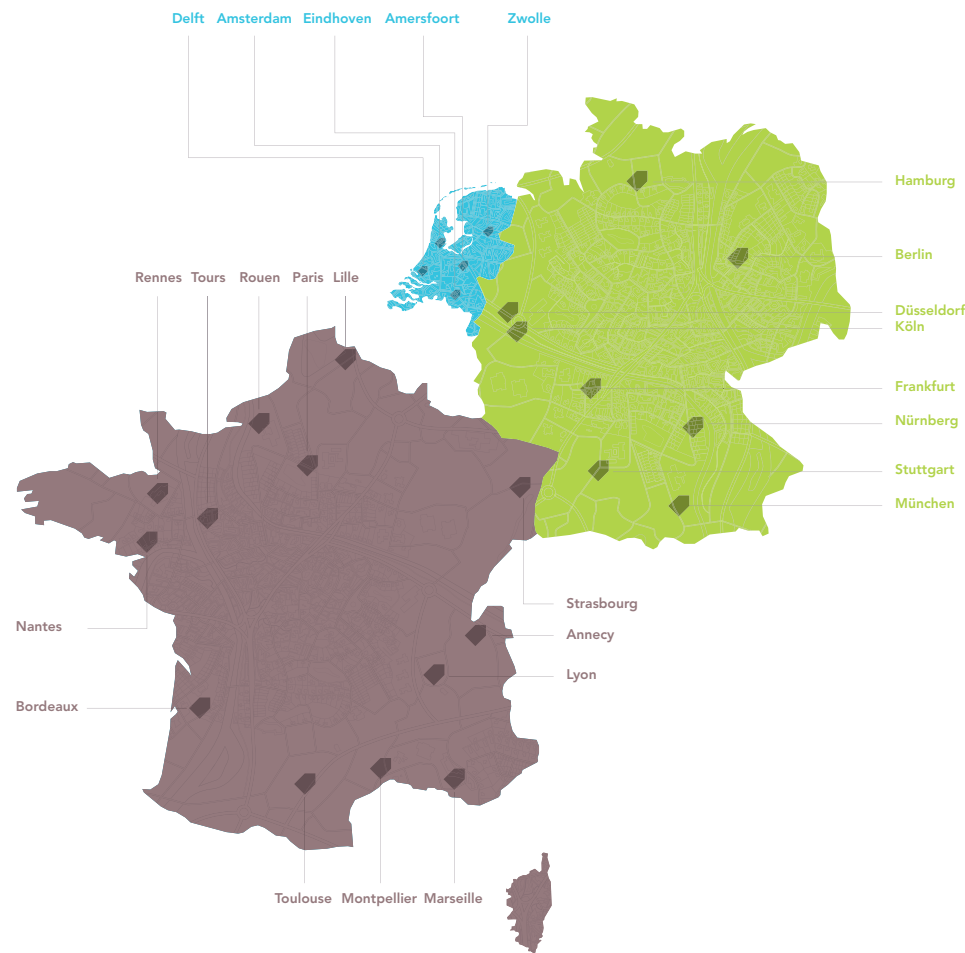 Delft Amsterdam Eindhoven Amersfoort Zwolle
Hamburg
Berlin
Rennes Tours Rouen Paris Lille
Düsseldorf
Köln
Frankfurt
Nürnberg
Stuttgart
München
Strasbourg
Nantes
Annecy
Lyon
Bordeaux
Toulouse Montpellier Marseille